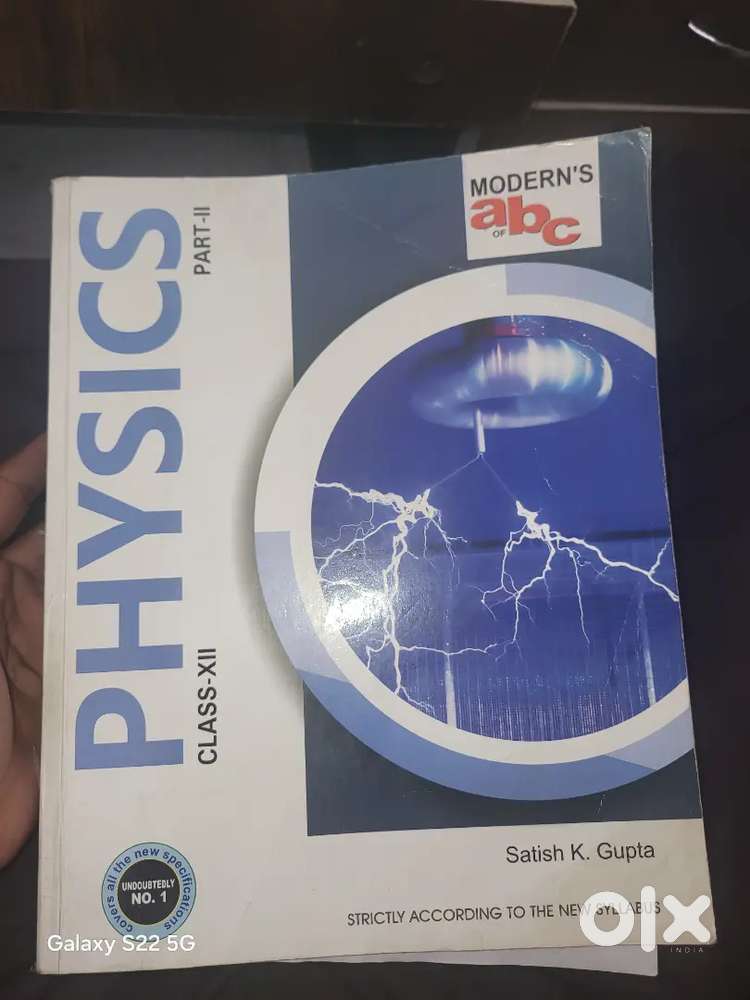 MODERN'S
abc
OF
PHYSICS
PART-II
CLASS-XII
Satish K. Gupta
covers all the new specifications
UNDOUBTEDLY
NO. 1
STRICTLY ACCORDING TO THE NEW SYLLABUS
Galaxy S22 5G
olx
INDIA